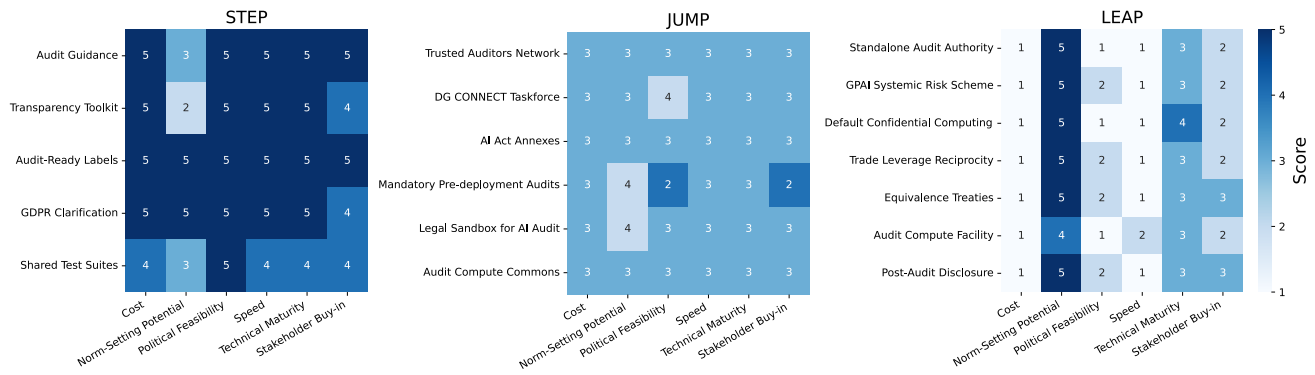 STEP
Audit Guidance 5 3 5 5 5 5
Transparency Toolkit 5 2 5 5 5 4
Audit-Ready Labels 5 5 5 5 5 5
GDPR Clarification 5 5 5 5 5 4
Shared Test Suites 4 3 5 4 4 4
Cost
Norm-Setting Potential
Political Feasibility
Speed
Technical Maturity
Stakeholder Buy-in
JUMP
Trusted Auditors Network 3 3 3 3 3 3
DG CONNECT Taskforce 3 3 4 3 3 3
AI Act Annexes 3 3 3 3 3 3
Mandatory Pre-deployment Audits 3 4 2 3 3 2
Legal Sandbox for AI Audit 3 4 3 3 3 3
Audit Compute Commons 3 3 3 3 3 3
Cost
Norm-Setting Potential
Political Feasibility
Speed
Technical Maturity
Stakeholder Buy-in
LEAP
Standalone Audit Authority 1 5 1 1 3 2
GPAI Systemic Risk Scheme 1 5 2 1 3 2
Default Confidential Computing 1 5 1 1 4 2
Trade Leverage Reciprocity 1 5 2 1 3 2
Equivalence Treaties 1 5 2 1 3 3
Audit Compute Facility 1 4 1 2 3 2
Post-Audit Disclosure 1 5 2 1 3 3
Cost
Norm-Setting Potential
Political Feasibility
Speed
Technical Maturity
Stakeholder Buy-in
5
4
3
2
1
Score